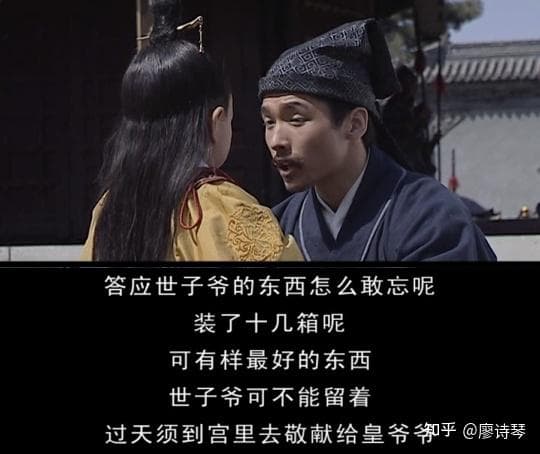 答应世子爷的东西怎么敢忘呢
装了十几箱呢
可有样最好的东西
世子爷可不能留着
过天须到宫里去敬献给皇爷爷
知乎 @廖诗琴